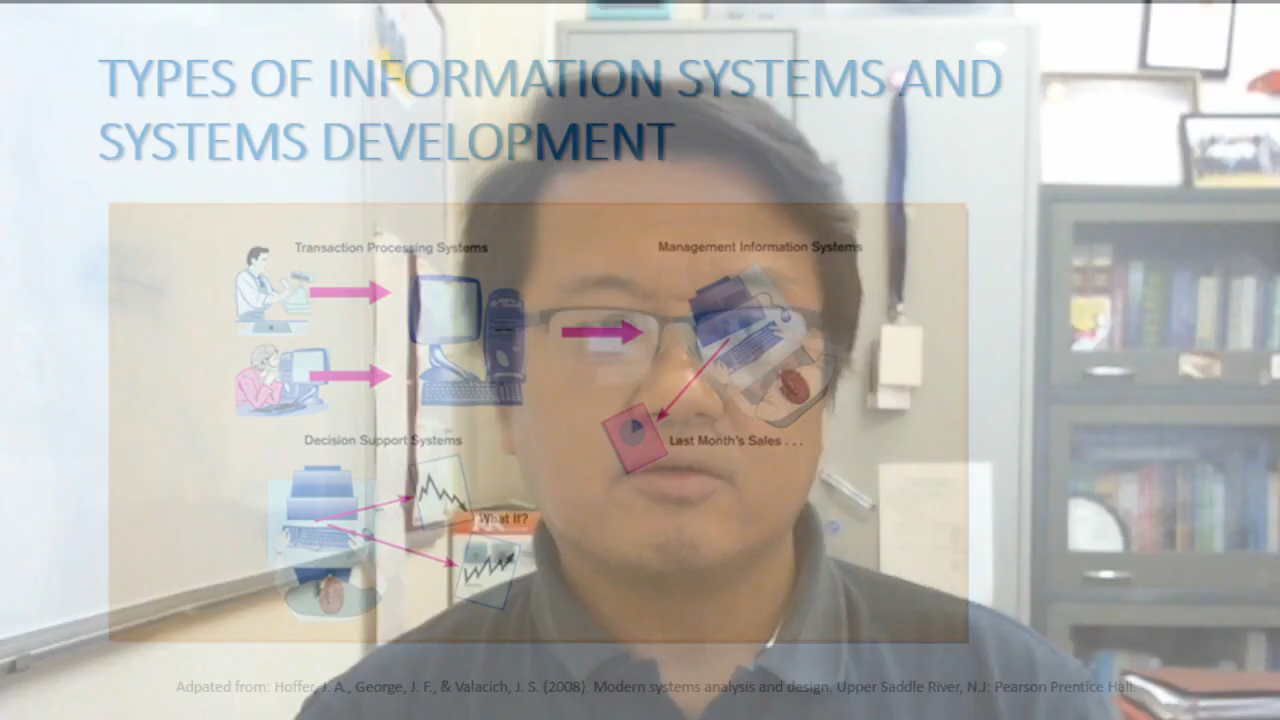 TYPES OF INFORMATION SYSTEMS AND
SYSTEMS DEVELOPMENT
Transaction Processing Systems
Management Information Systems
Decision Support Systems
Last Month's Sales . . .
What If?
Adpated from: Hoffer, J. A., George, J. F., & Valacich, J. S. (2008). Modern systems analysis and design. Upper Saddle River, N.J: Pearson Prentice Hall.